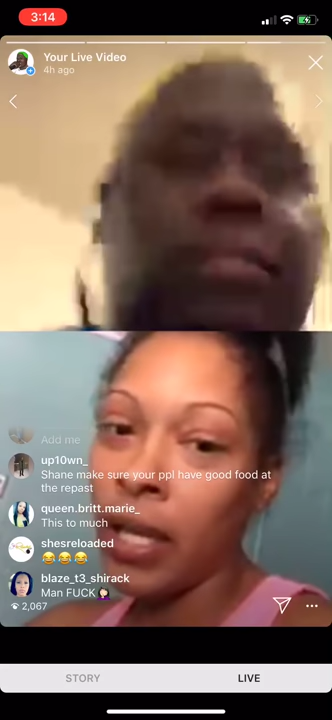 3:14
Your Live Video
4h ago
Add me
up10wn_
Shane make sure your ppl have good food at
the repast
queen.britt.marie_
This to much
shesreloaded
😂😂😂
blaze_t3_shirack
Man FUCK🤦🏻‍♀️
2,067
STORY
LIVE